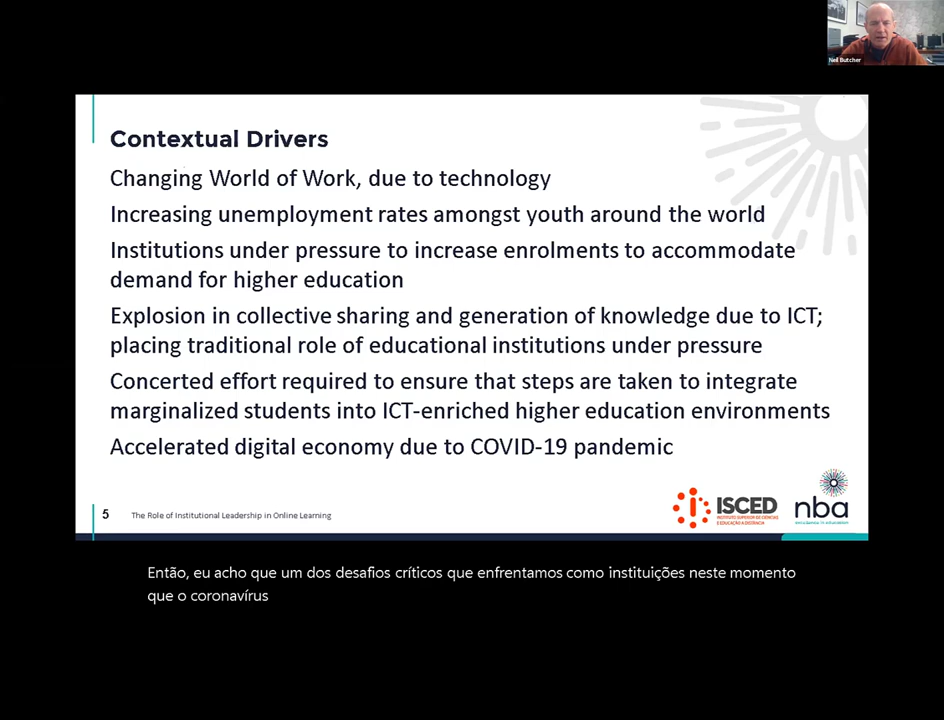 Neil Butcher
Contextual Drivers
Changing World of Work, due to technology
Increasing unemployment rates amongst youth around the world
Institutions under pressure to increase enrolments to accommodate
demand for higher education
Explosion in collective sharing and generation of knowledge due to ICT;
placing traditional role of educational institutions under pressure
Concerted effort required to ensure that steps are taken to integrate
marginalized students into ICT-enriched higher education environments
Accelerated digital economy due to COVID-19 pandemic
5 The Role of Institutional Leadership in Online Learning
ISCED
INSTITUTO SUPERIOR DE CIÊNCIAS
E EDUCAÇÃO A DISTÂNCIA
nba
Então, eu acho que um dos desafios críticos que enfrentamos como instituições neste momento
que o coronavírus